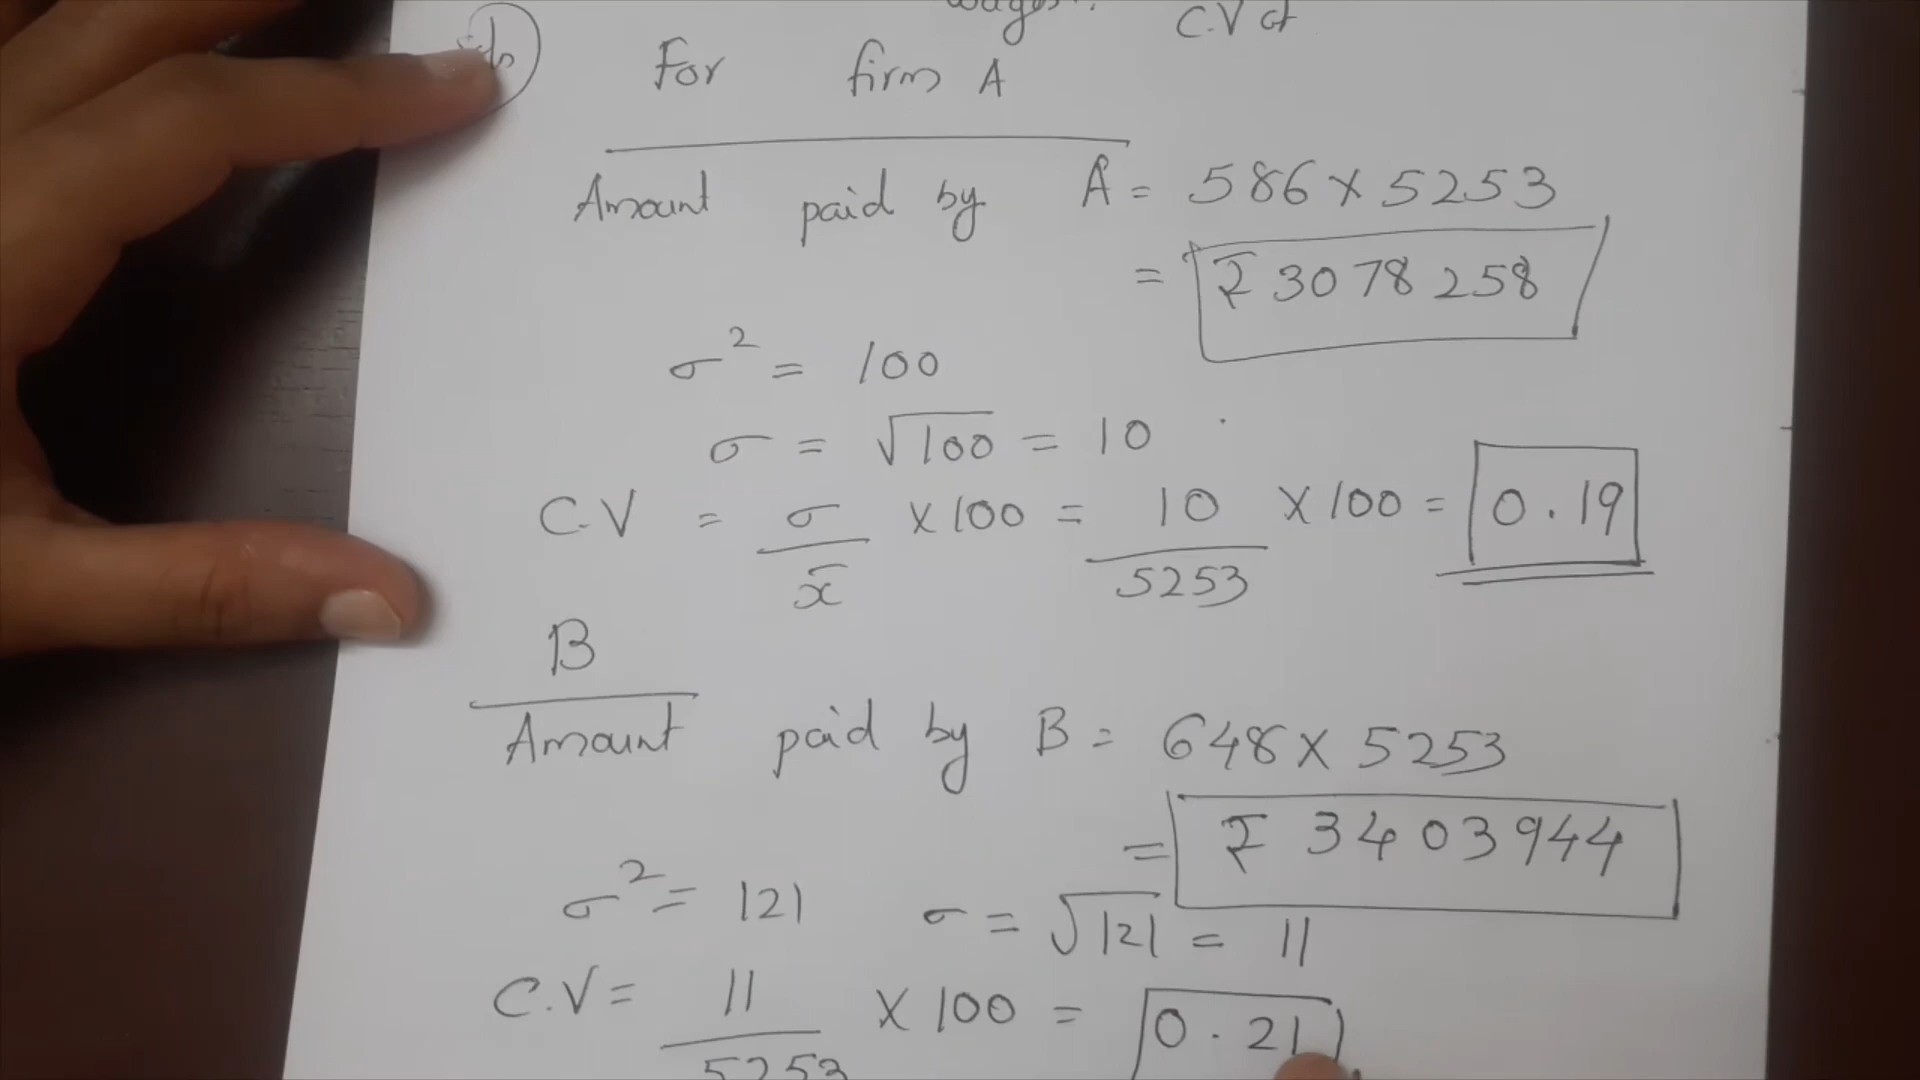 C.V of
For firm A
Amount paid by A = 586 × 5253
= ₹ 3078258
σ² = 100
σ = √100 = 10
C.V = σ/x̄ × 100 = 10/5253 × 100 = 0.19
B
Amount paid by B = 648 × 5253
= ₹ 3403944
σ² = 121 σ = √121 = 11
C.V = 11/5253 × 100 = 0.21